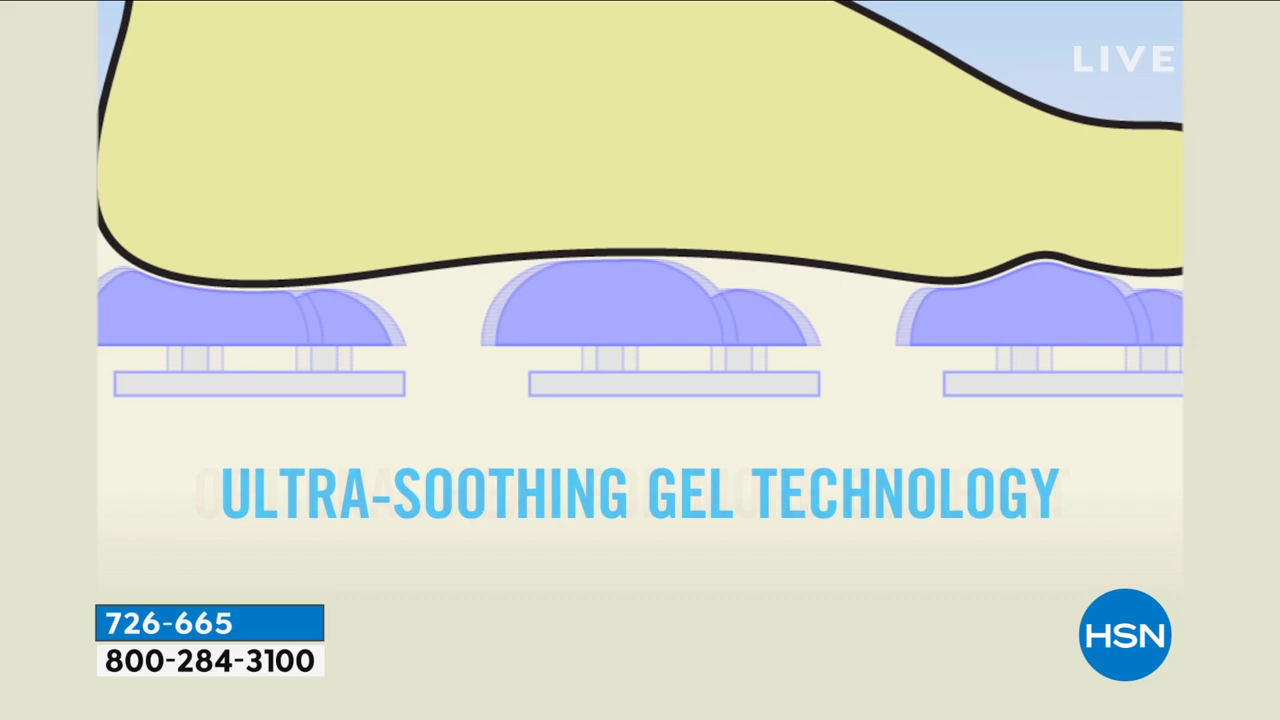 LIVE
ULTRA-SOOTHING GEL TECHNOLOGY
726-665
800-284-3100
HSN